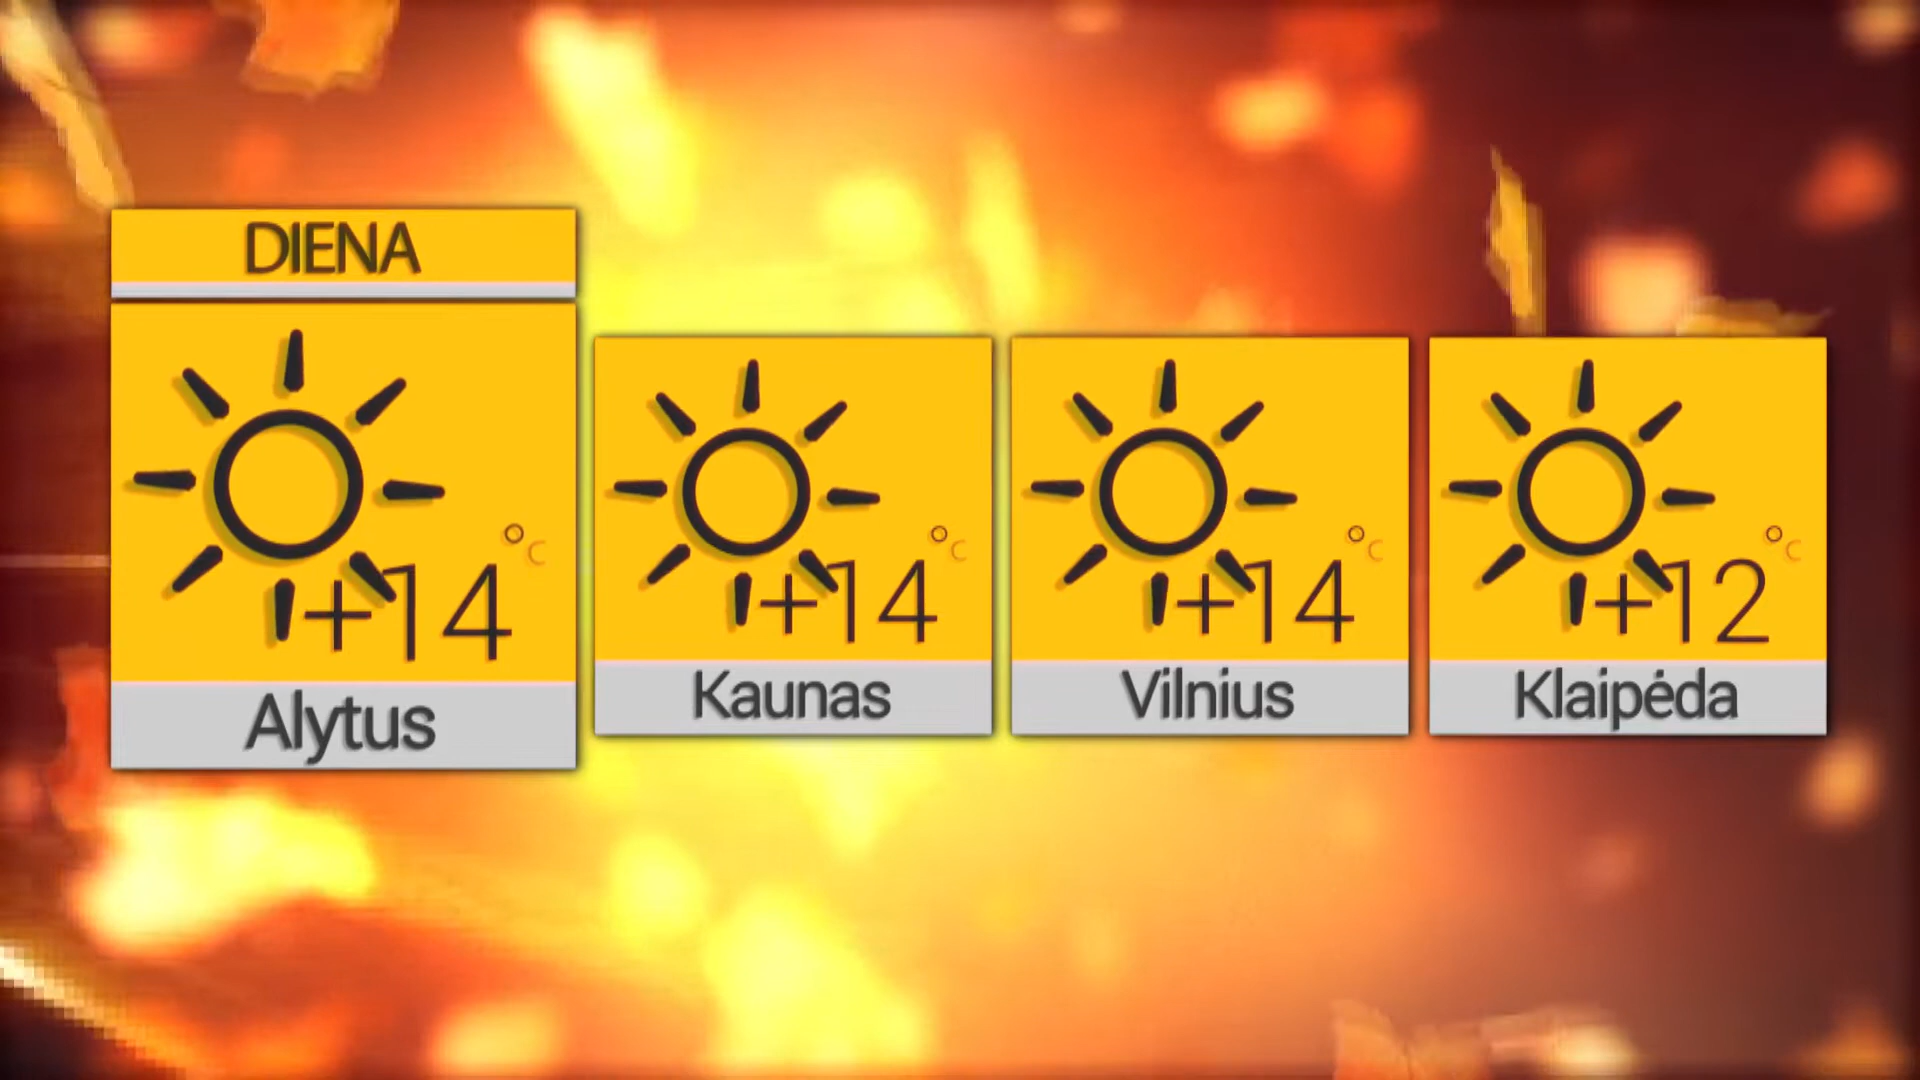 DIENA
+14 °C
Alytus
+14 °C
Kaunas
+14 °C
Vilnius
+12 °C
Klaipėda